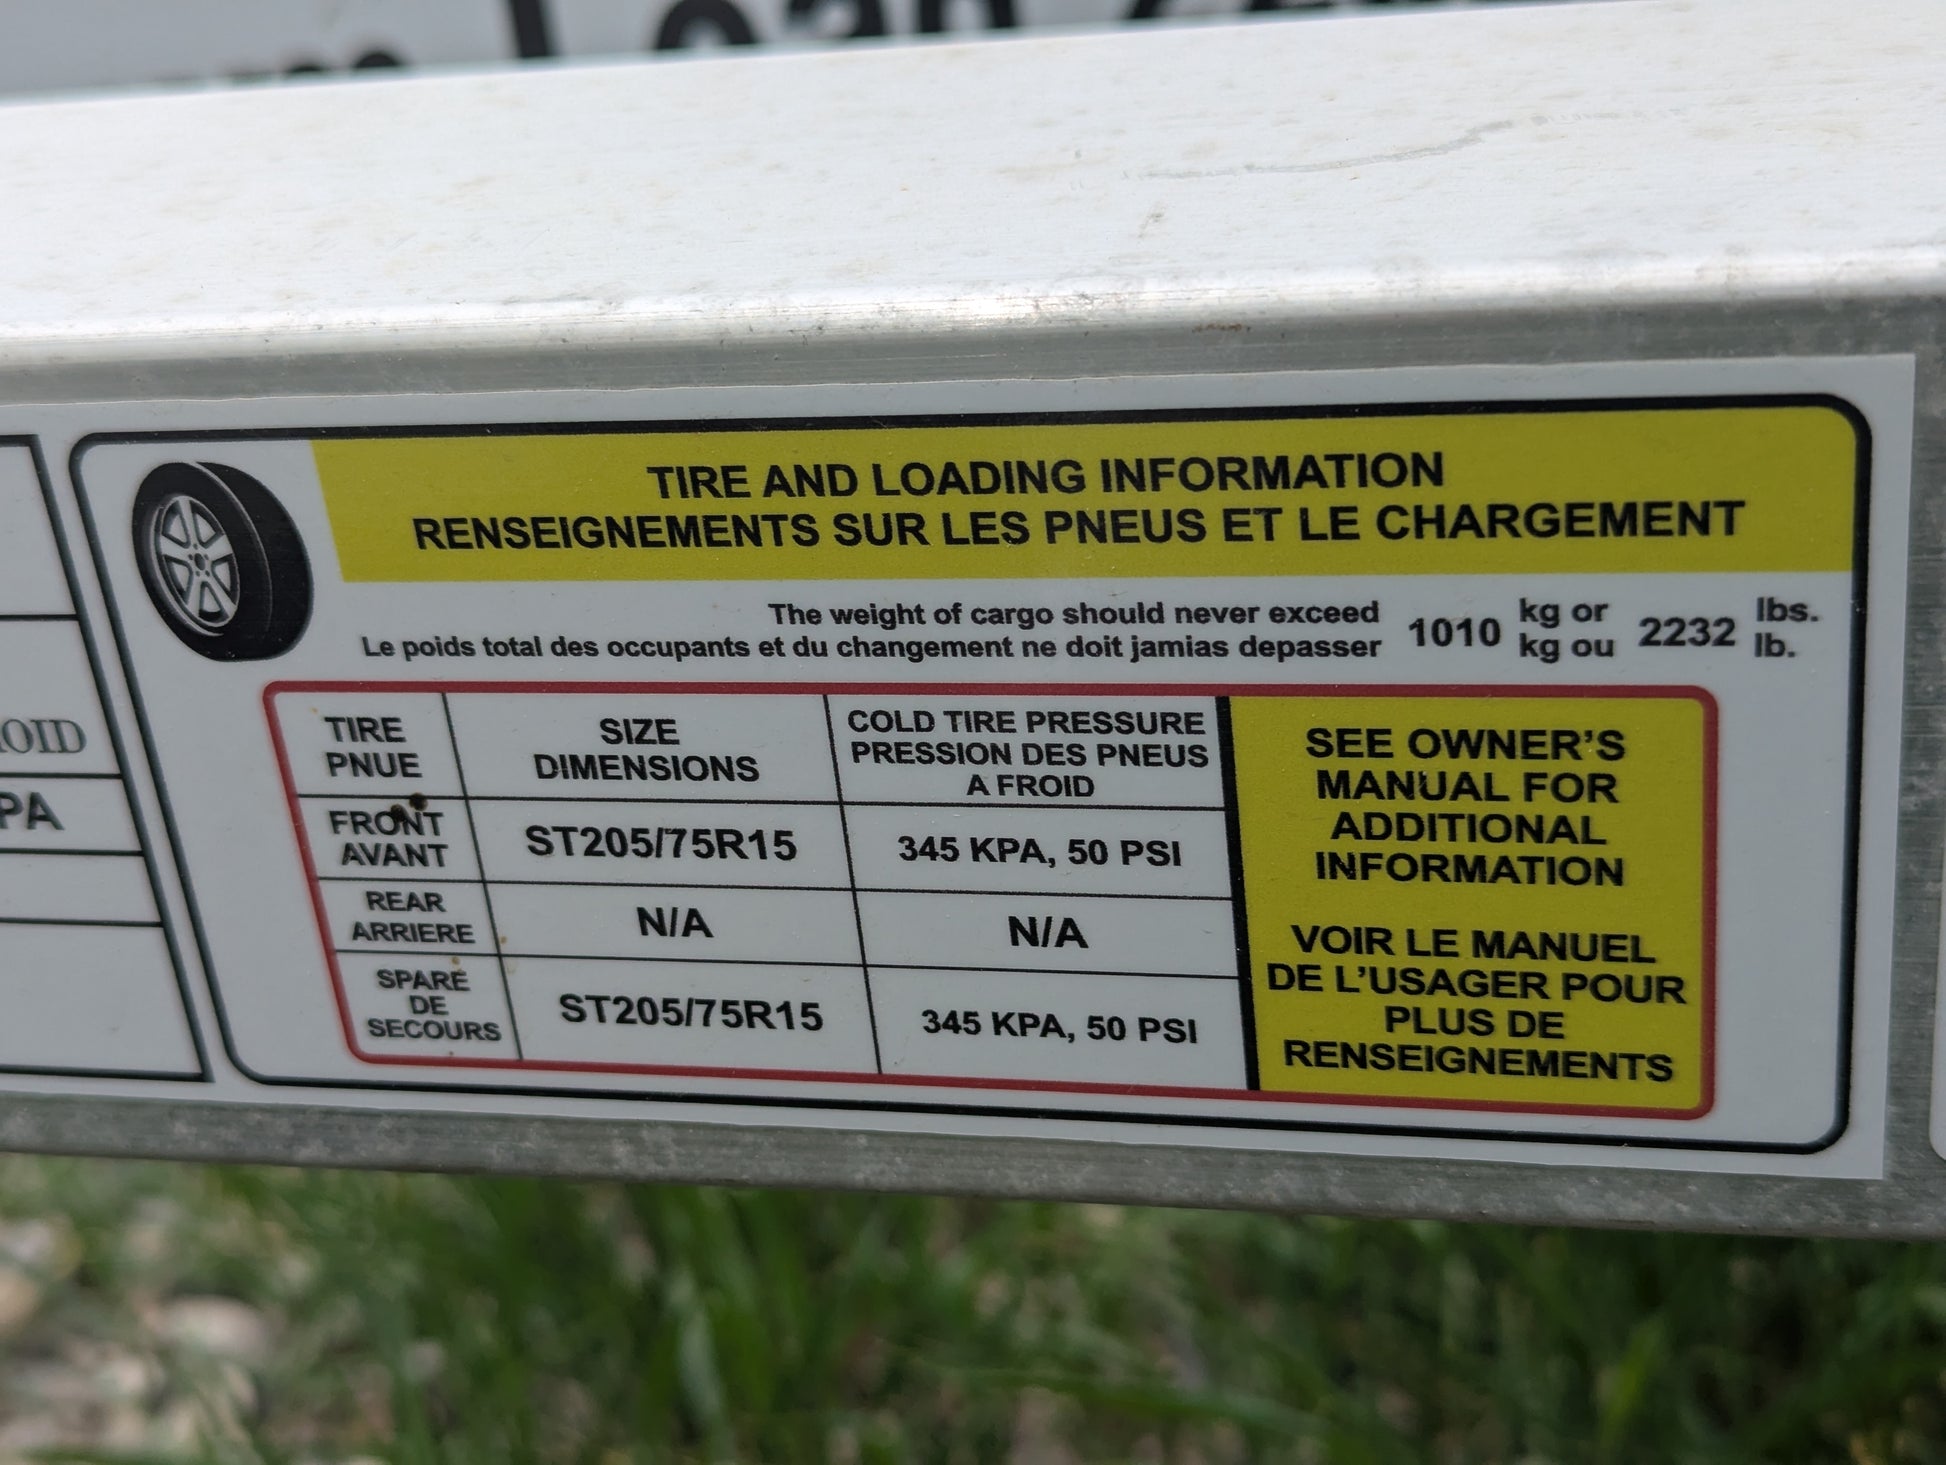 TIRE AND LOADING INFORMATION
RENSEIGNEMENTS SUR LES PNEUS ET LE CHARGEMENT
The weight of cargo should never exceed 1010 kg or 2232 lbs.
Le poids total des occupants et du changement ne doit jamias depasser kg ou lb.
TIRE
PNUE
SIZE
DIMENSIONS
COLD TIRE PRESSURE
PRESSION DES PNEUS
A FROID
FRONT
AVANT
ST205/75R15
345 KPA, 50 PSI
REAR
ARRIERE
N/A
N/A
SPARE
DE
SECOURS
ST205/75R15
345 KPA, 50 PSI
SEE OWNER'S
MANUAL FOR
ADDITIONAL
INFORMATION
VOIR LE MANUEL
DE L'USAGER POUR
PLUS DE
RENSEIGNEMENTS